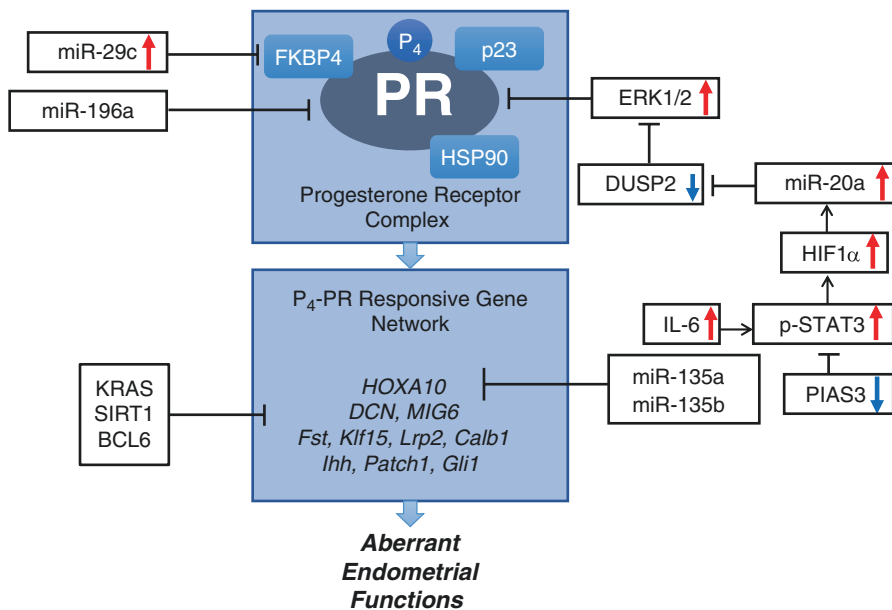 miR-29c
miR-196a
FKBP4
P4
p23
PR
HSP90
Progesterone Receptor
Complex
ERK1/2
DUSP2
miR-20a
HIF1α
IL-6
p-STAT3
PIAS3
miR-135a
miR-135b
P4-PR Responsive Gene
Network
KRAS
SIRT1
BCL6
HOXA10
DCN, MIG6
Fst, Klf15, Lrp2, Calb1
Ihh, Patch1, Gli1
Aberrant
Endometrial
Functions